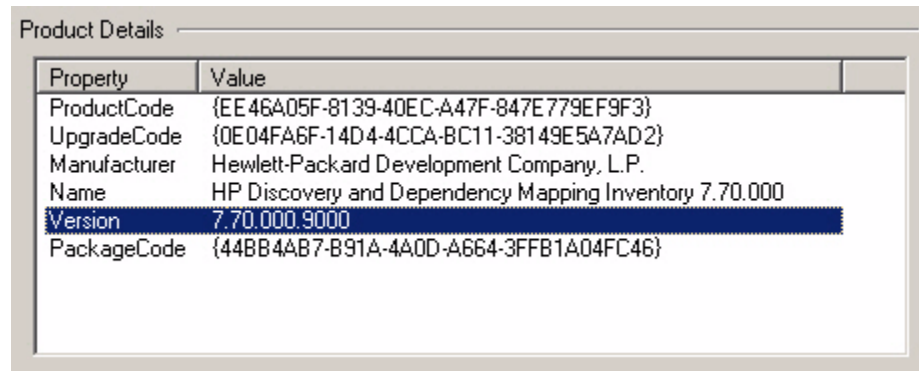 Product Details
Property Value
ProductCode {EE46A05F-8139-40EC-A47F-847E779EF9F3}
UpgradeCode {0E04FA6F-14D4-4CCA-BC11-38149E5A7AD2}
Manufacturer Hewlett-Packard Development Company, L.P.
Name HP Discovery and Dependency Mapping Inventory 7.70.000
Version 7.70.000.9000
PackageCode {44BB4AB7-B91A-4A0D-A664-3FFB1A04FC46}